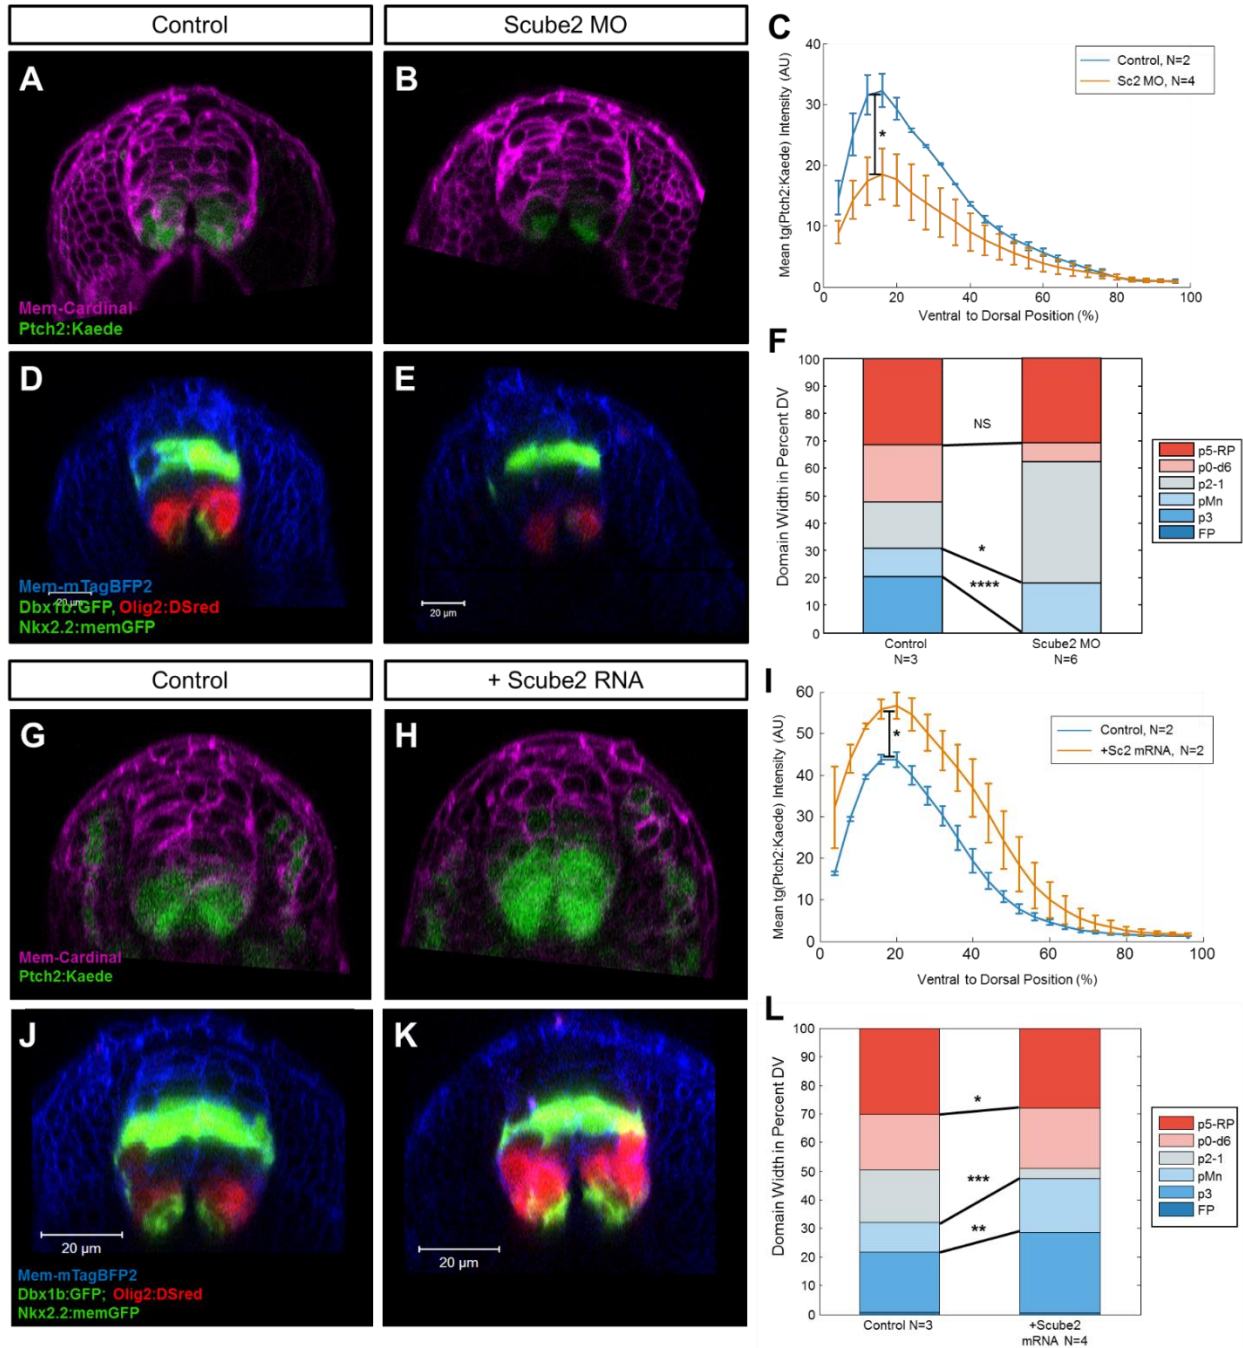 Control
Scube2 MO
A
Mem-Cardinal
Ptch2:Kaede
B
C
Mean tg(Ptch2:Kaede) Intensity (AU)
40
30
20
10
0
0 20 40 60 80 100
Ventral to Dorsal Position (%)
Control, N=2
Sc2 MO, N=4
*
D
Mem-mTagBFP2
20 µm
Dbx1b:GFP, Olig2:DSred
Nkx2.2:memGFP
E
20 µm
F
Domain Width in Percent DV
100
90
80
70
60
50
40
30
20
10
0
NS
*
****
Control
N=3
Scube2 MO
N=6
p5-RP
p0-d6
p2-1
pMn
p3
FP
Control
+ Scube2 RNA
G
Mem-Cardinal
Ptch2:Kaede
H
I
Mean tg(Ptch2:Kaede) Intensity (AU)
60
50
40
30
20
10
0
0 20 40 60 80 100
Ventral to Dorsal Position (%)
Control, N=2
+Sc2 mRNA, N=2
*
J
20 µm
Mem-mTagBFP2
Dbx1b:GFP; Olig2:DSred
Nkx2.2:memGFP
K
20 µm
L
Domain Width in Percent DV
100
90
80
70
60
50
40
30
20
10
0
*
***
**
Control N=3
+Scube2
mRNA N=4
p5-RP
p0-d6
p2-1
pMn
p3
FP